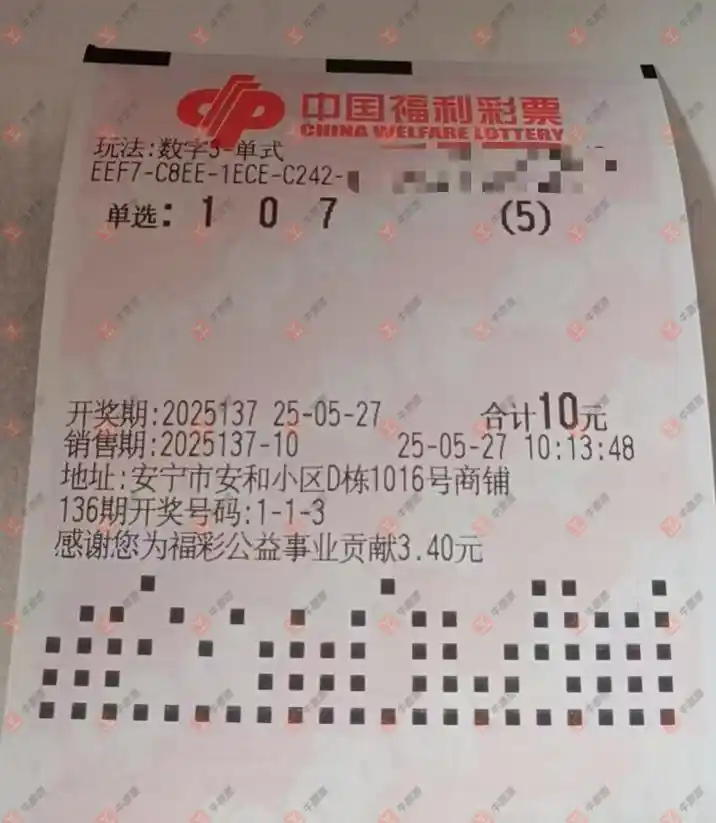 中国福利彩票
CHINA WELFARE LOTTERY
玩法:数字3-单式
EEF7-C8EE-1ECE-C242-
单选: 1 0 7 (5)
开奖期:2025137 25-05-27 合计10元
销售期:2025137-10 25-05-27 10:13:48
地址:安宁市安和小区D栋1016号商铺
136期开奖号码:1-1-3
感谢您为福彩公益事业贡献3.40元